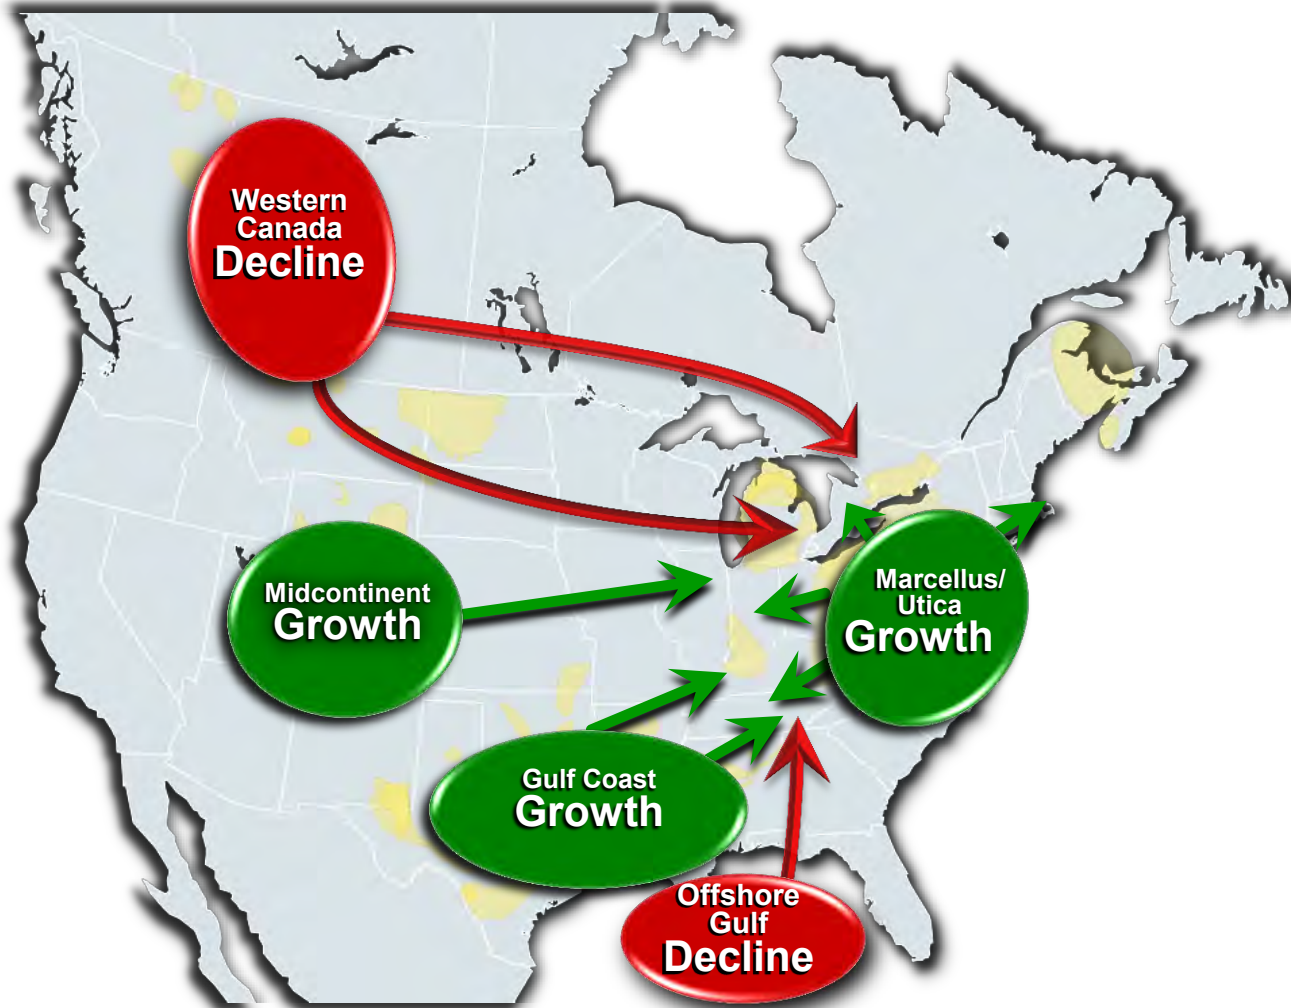 Western
Canada
Decline
Midcontinent
Growth
Marcellus/
Utica
Growth
Gulf Coast
Growth
Offshore
Gulf
Decline